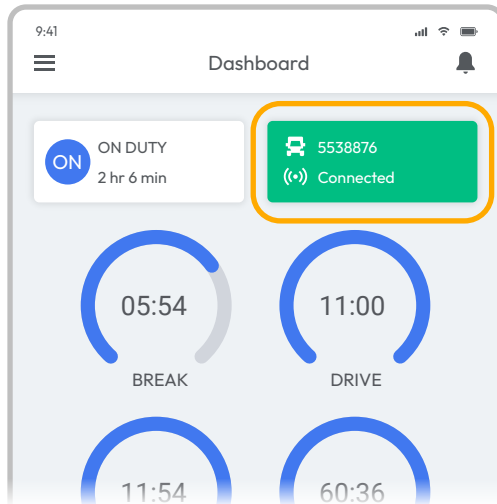 9:41
Dashboard
ON
ON DUTY
2 hr 6 min
5538876
Connected
05:54
11:00
BREAK
DRIVE
11:54
60:36